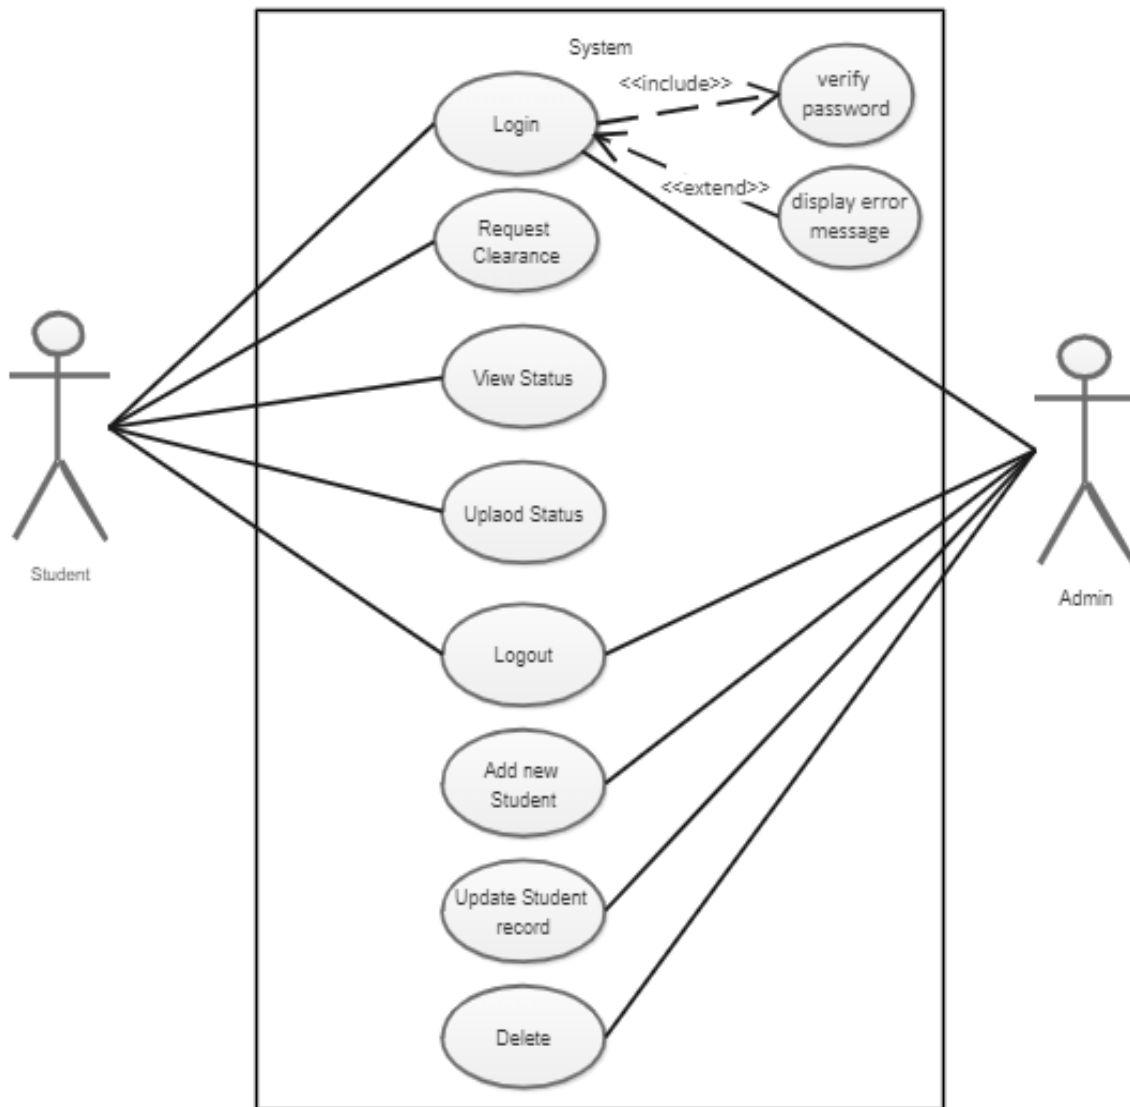 System
<<include>>
verify
password
Login
<<extend>>
display error
message
Request
Clearance
View Status
Uplaod Status
Student
Admin
Logout
Add new
Student
Update Student
record
Delete